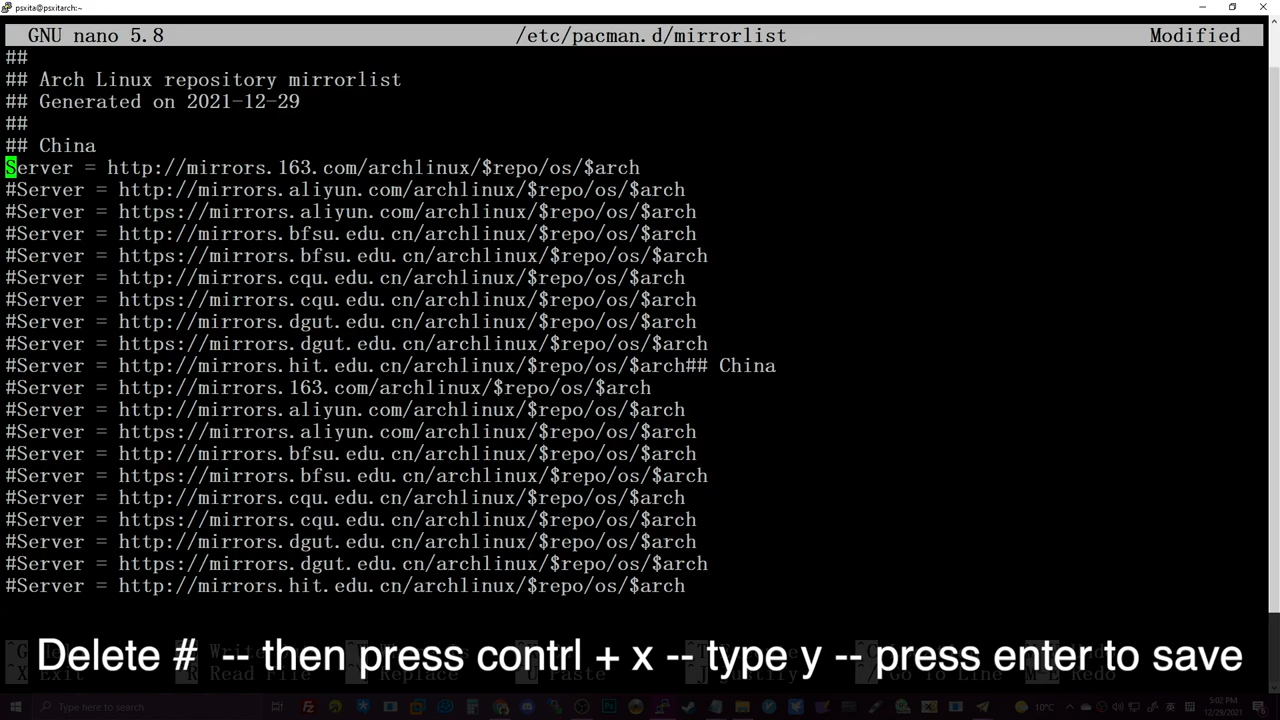 psxita@psxitarch:~
GNU nano 5.8 /etc/pacman.d/mirrorlist Modified
##
## Arch Linux repository mirrorlist
## Generated on 2021-12-29
##
## China
Server = http://mirrors.163.com/archlinux/$repo/os/$arch
#Server = http://mirrors.aliyun.com/archlinux/$repo/os/$arch
#Server = https://mirrors.aliyun.com/archlinux/$repo/os/$arch
#Server = http://mirrors.bfsu.edu.cn/archlinux/$repo/os/$arch
#Server = https://mirrors.bfsu.edu.cn/archlinux/$repo/os/$arch
#Server = http://mirrors.cqu.edu.cn/archlinux/$repo/os/$arch
#Server = https://mirrors.cqu.edu.cn/archlinux/$repo/os/$arch
#Server = http://mirrors.dgut.edu.cn/archlinux/$repo/os/$arch
#Server = https://mirrors.dgut.edu.cn/archlinux/$repo/os/$arch
#Server = http://mirrors.hit.edu.cn/archlinux/$repo/os/$arch## China
#Server = http://mirrors.163.com/archlinux/$repo/os/$arch
#Server = http://mirrors.aliyun.com/archlinux/$repo/os/$arch
#Server = https://mirrors.aliyun.com/archlinux/$repo/os/$arch
#Server = http://mirrors.bfsu.edu.cn/archlinux/$repo/os/$arch
#Server = https://mirrors.bfsu.edu.cn/archlinux/$repo/os/$arch
#Server = http://mirrors.cqu.edu.cn/archlinux/$repo/os/$arch
#Server = https://mirrors.cqu.edu.cn/archlinux/$repo/os/$arch
#Server = http://mirrors.dgut.edu.cn/archlinux/$repo/os/$arch
#Server = https://mirrors.dgut.edu.cn/archlinux/$repo/os/$arch
#Server = http://mirrors.hit.edu.cn/archlinux/$repo/os/$arch
Delete # -- then press contrl + x -- type y -- press enter to save
^X Exit ^R Read File Replace Paste Justify Go To Line M-E Redo
Type here to search
10°C
英
5:02 PM
12/29/2021